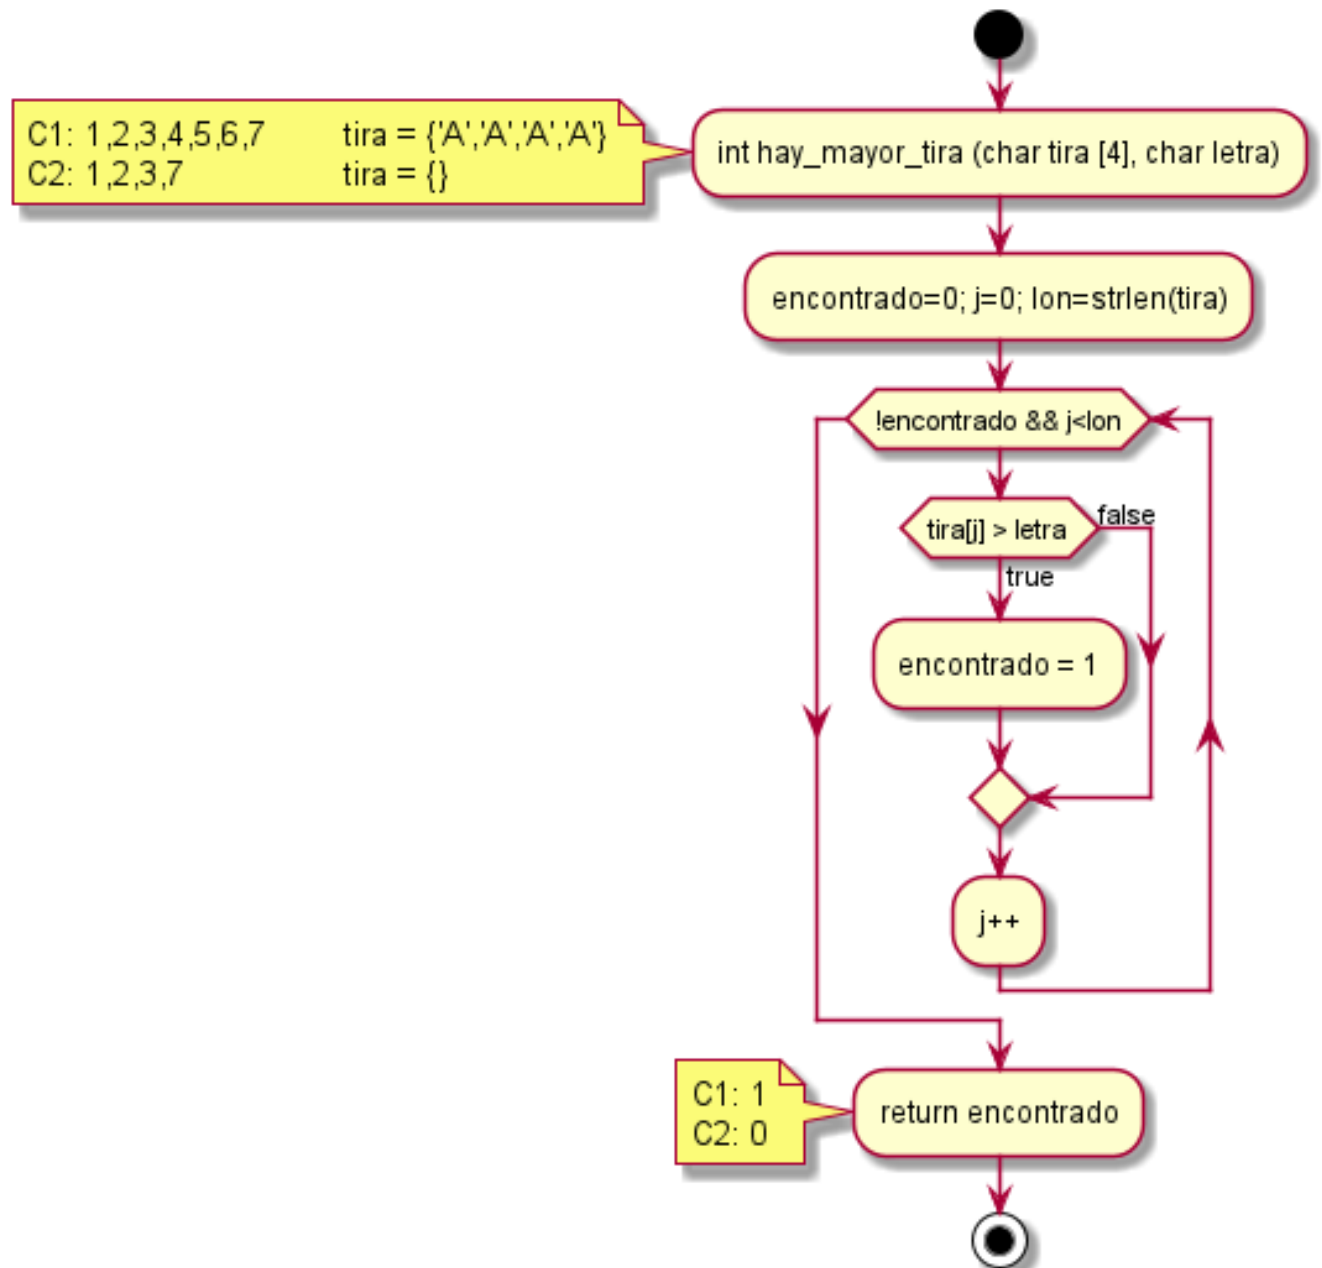 C1: 1,2,3,4,5,6,7 tira = {'A','A','A','A'}
C2: 1,2,3,7 tira = {}
int hay_mayor_tira (char tira [4], char letra)
encontrado=0; j=0; lon=strlen(tira)
!encontrado && j<lon
tira[j] > letra
false
true
encontrado = 1
j++
C1: 1
C2: 0
return encontrado